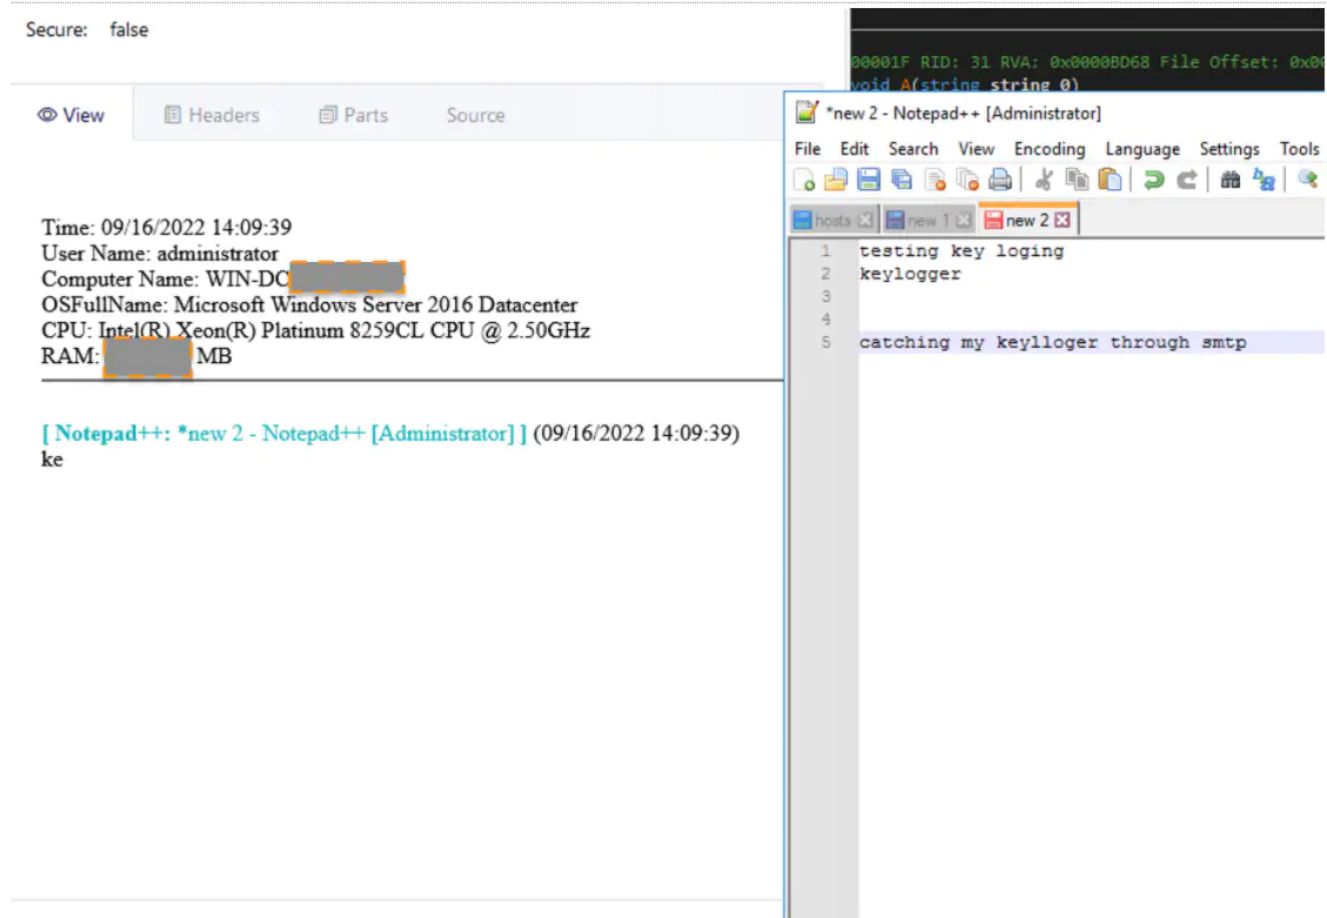 Secure: false
00001F RID: 31 RVA: 0x0000BD68 File Offset: 0x00
void A(string string_0)
View Headers Parts Source
*new 2 - Notepad++ [Administrator]
File Edit Search View Encoding Language Settings Tools
hosts new 1 new 2
Time: 09/16/2022 14:09:39
User Name: administrator
Computer Name: WIN-DC
OSFullName: Microsoft Windows Server 2016 Datacenter
CPU: Intel(R) Xeon(R) Platinum 8259CL CPU @ 2.50GHz
RAM: MB
[ Notepad++: *new 2 - Notepad++ [Administrator] ] (09/16/2022 14:09:39)
ke
1 testing key loging
2 keylogger
3
4
5 catching my keylloger through smtp